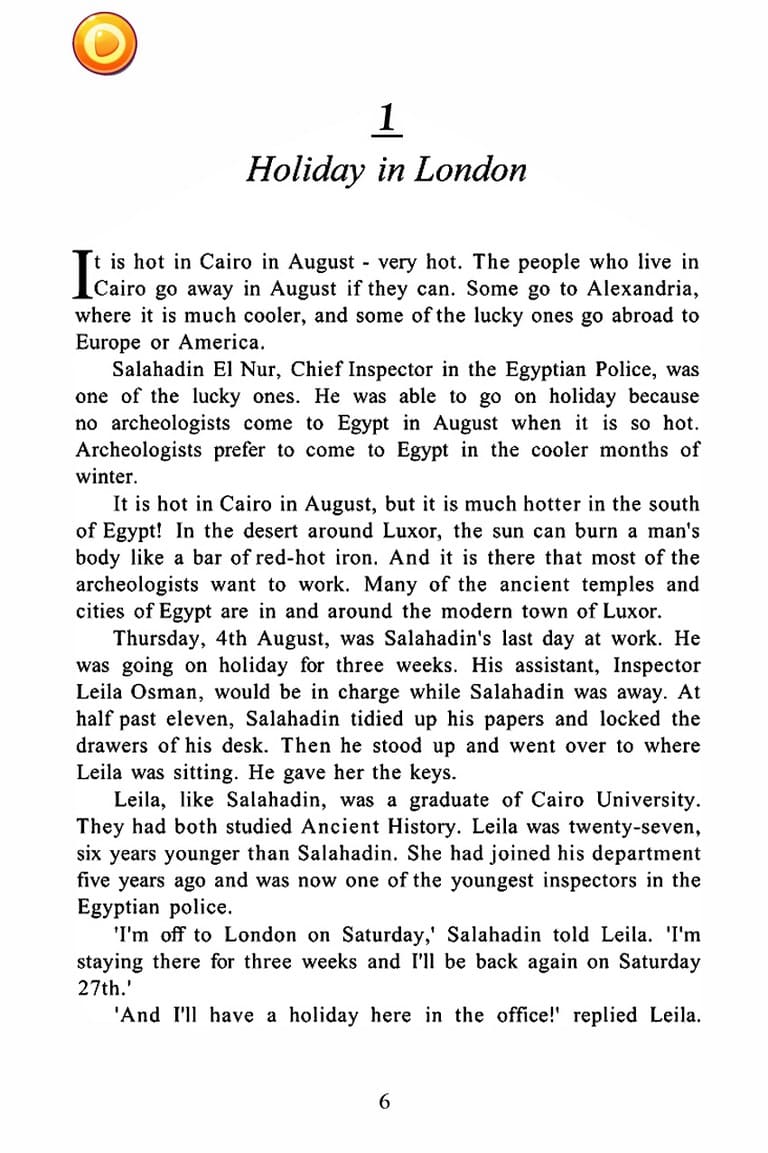 1
Holiday in London
It is hot in Cairo in August - very hot. The people who live in
Cairo go away in August if they can. Some go to Alexandria,
where it is much cooler, and some of the lucky ones go abroad to
Europe or America.
Salahadin El Nur, Chief Inspector in the Egyptian Police, was
one of the lucky ones. He was able to go on holiday because
no archeologists come to Egypt in August when it is so hot.
Archeologists prefer to come to Egypt in the cooler months of
winter.
It is hot in Cairo in August, but it is much hotter in the south
of Egypt! In the desert around Luxor, the sun can burn a man's
body like a bar of red-hot iron. And it is there that most of the
archeologists want to work. Many of the ancient temples and
cities of Egypt are in and around the modern town of Luxor.
Thursday, 4th August, was Salahadin's last day at work. He
was going on holiday for three weeks. His assistant, Inspector
Leila Osman, would be in charge while Salahadin was away. At
half past eleven, Salahadin tidied up his papers and locked the
drawers of his desk. Then he stood up and went over to where
Leila was sitting. He gave her the keys.
Leila, like Salahadin, was a graduate of Cairo University.
They had both studied Ancient History. Leila was twenty-seven,
six years younger than Salahadin. She had joined his department
five years ago and was now one of the youngest inspectors in the
Egyptian police.
'I'm off to London on Saturday,' Salahadin told Leila. 'I'm
staying there for three weeks and I'll be back again on Saturday
27th.'
'And I'll have a holiday here in the office!' replied Leila.
6